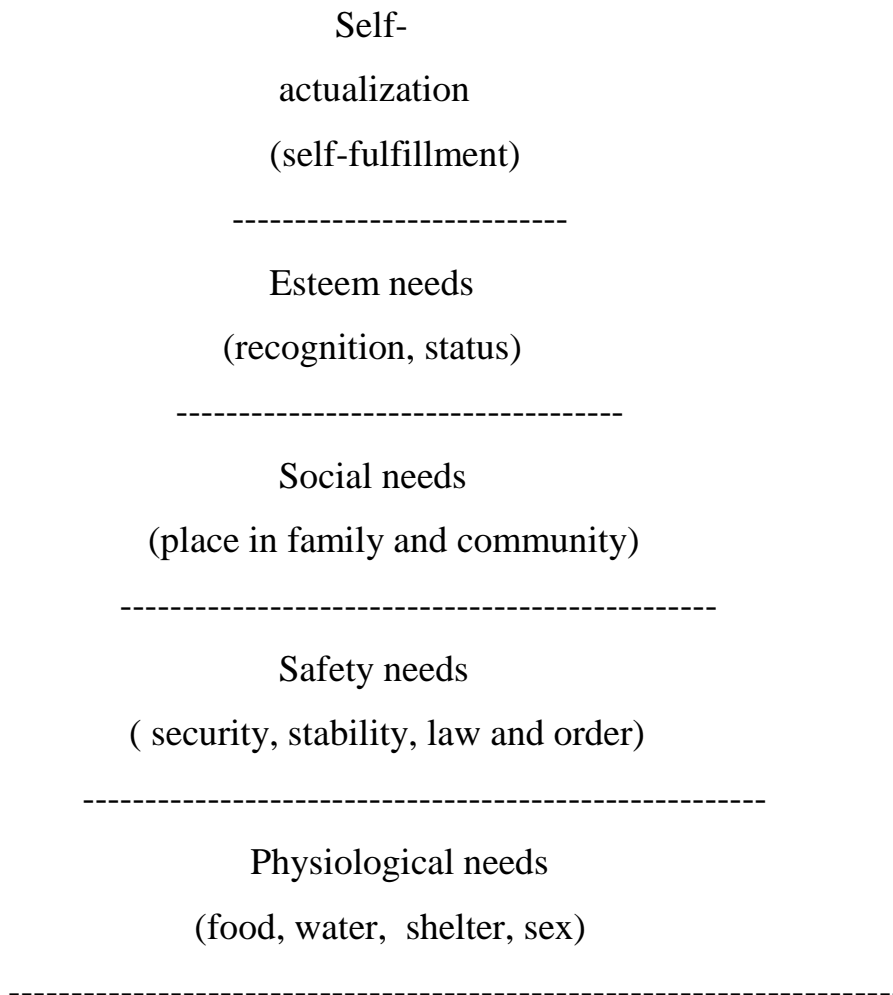 Self-
actualization
(self-fulfillment)
---------------------------
Esteem needs
(recognition, status)
------------------------------------
Social needs
(place in family and community)
------------------------------------------------
Safety needs
( security, stability, law and order)
-------------------------------------------------------
Physiological needs
(food, water,  shelter, sex)
-----------------------------------------------------------------------